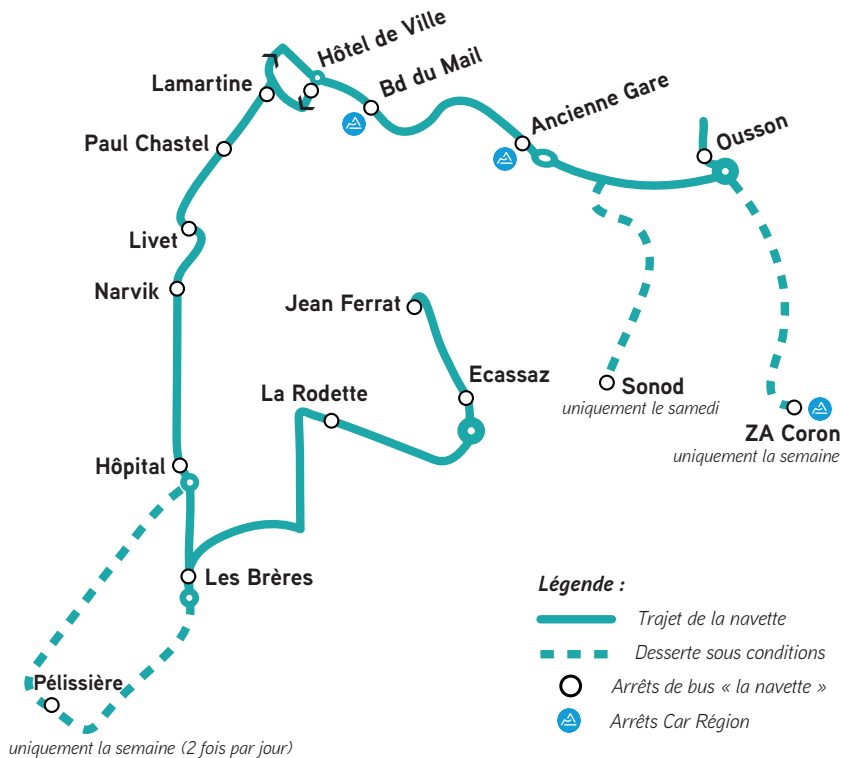 Hôtel de Ville
Lamartine
Bd du Mail
Paul Chastel
Ancienne Gare
Ousson
Livet
Narvik
Jean Ferrat
Ecassaz
La Rodette
Sonod
uniquement le samedi
ZA Coron
uniquement la semaine
Hôpital
Les Brères
Pélissière
uniquement la semaine (2 fois par jour)
Légende :
Trajet de la navette
Desserte sous conditions
Arrêts de bus « la navette »
Arrêts Car Région